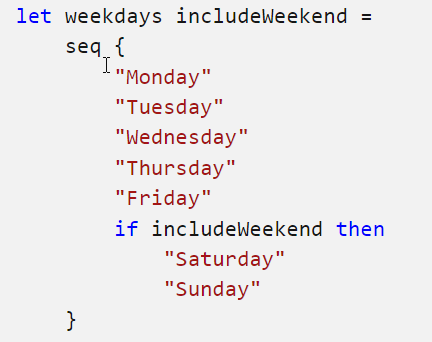 let weekdays includeWeekend =
    seq {
        "Monday"
        "Tuesday"
        "Wednesday"
        "Thursday"
        "Friday"
        if includeWeekend then
            "Saturday"
            "Sunday"
    }